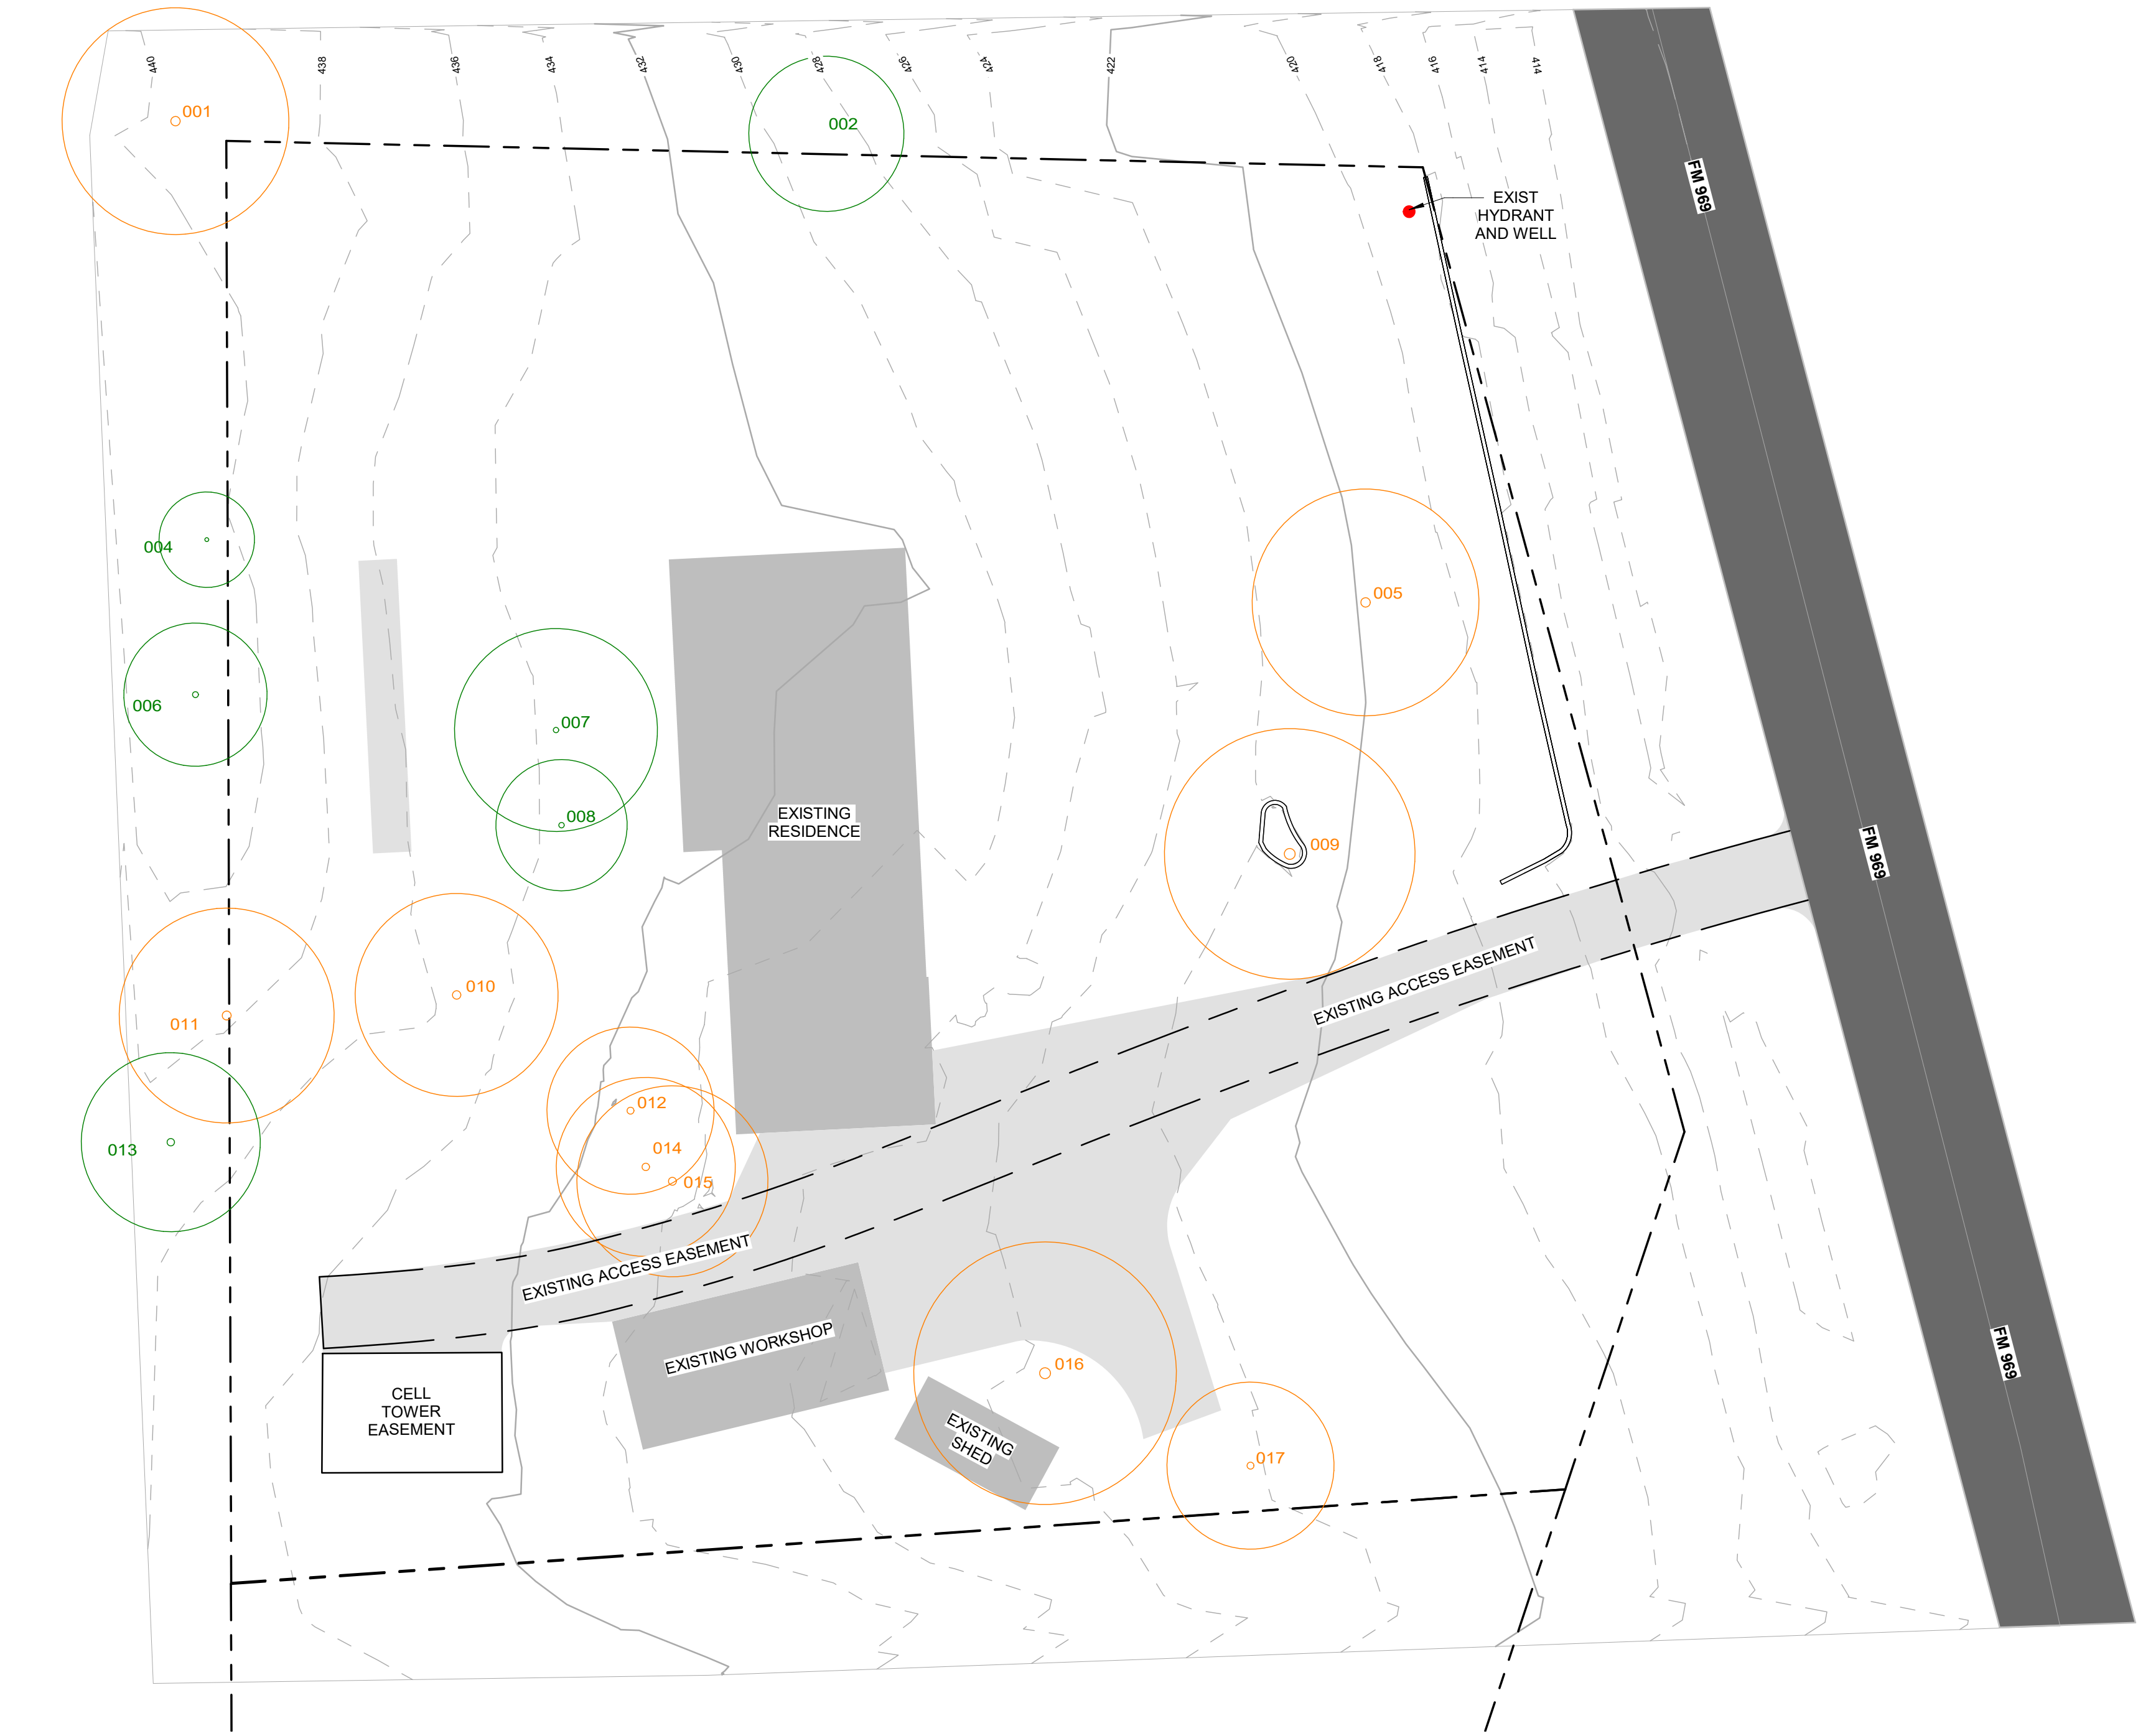 440
438
436
434
432
430
428
426
424
422
420
418
416
414
414
001
002
FM 969
EXIST
HYDRANT
AND WELL
004
005
006
007
008
EXISTING
RESIDENCE
009
FM 969
EXISTING ACCESS EASEMENT
010
011
012
013
014
015
EXISTING ACCESS EASEMENT
EXISTING WORKSHOP
016
FM 969
CELL
TOWER
EASEMENT
EXISTING
SHED
017